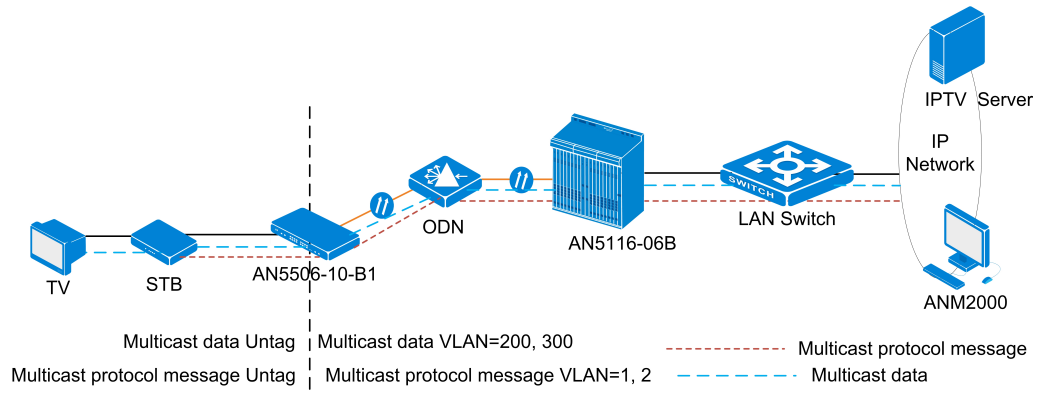 IPTV Server
IP
Network
SWITCH
ODN
LAN Switch
AN5116-06B
AN5506-10-B1
TV
STB
ANM2000
Multicast data Untag
Multicast data VLAN=200, 300
Multicast protocol message
Multicast protocol message Untag
Multicast protocol message VLAN=1, 2
Multicast data